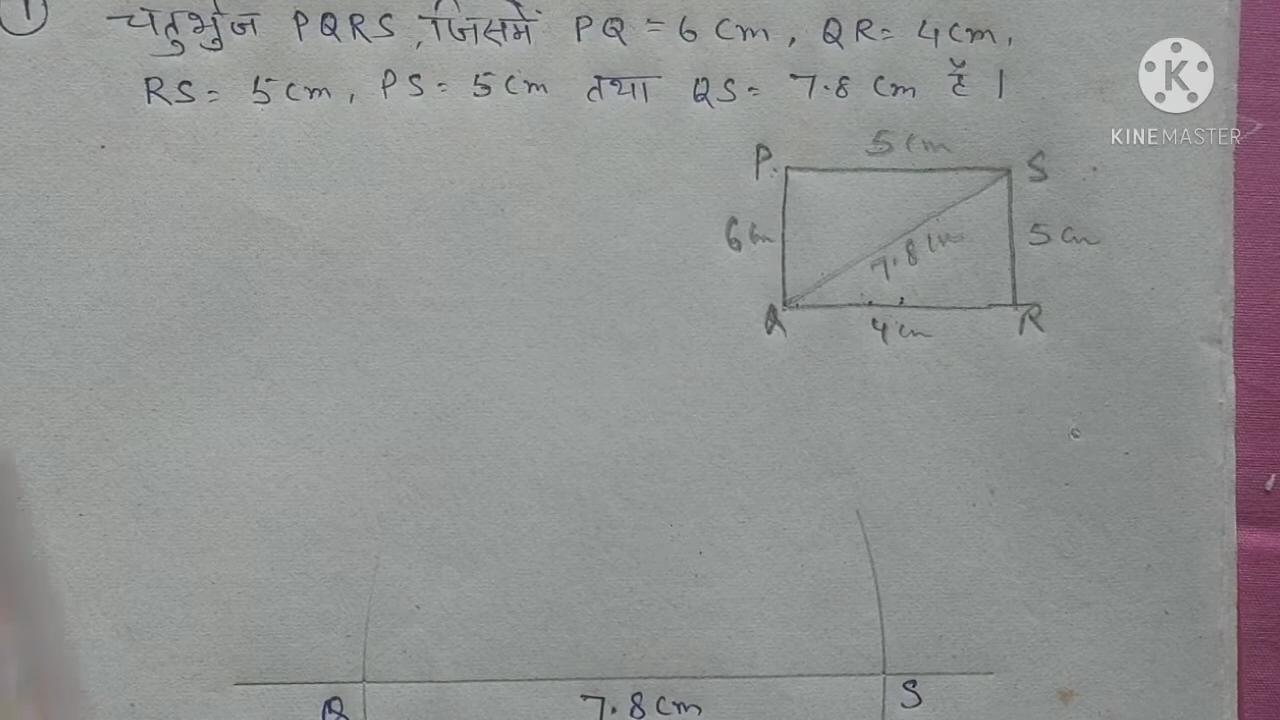 ① चतुर्भुज PQRS, जिसमें PQ = 6 cm, QR = 4 cm,
RS = 5 cm, PS = 5 cm तथा QS = 7.8 cm है।
K
KINEMASTER
5 cm
P. S
6 cm 7.8 cm 5 cm
Q R
4 cm
Q 7.8 cm S